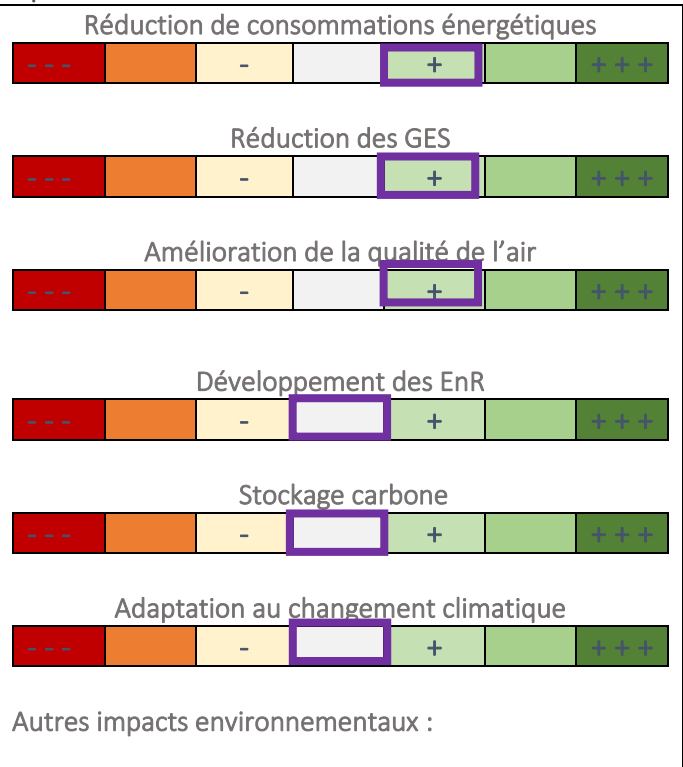 Réduction de consommations énergétiques
- - - - + + + +
Réduction des GES
- - - - + + + +
Amélioration de la qualité de l’air
- - - - + + + +
Développement des EnR
- - - - + + + +
Stockage carbone
- - - - + + + +
Adaptation au changement climatique
- - - - + + + +
Autres impacts environnementaux :